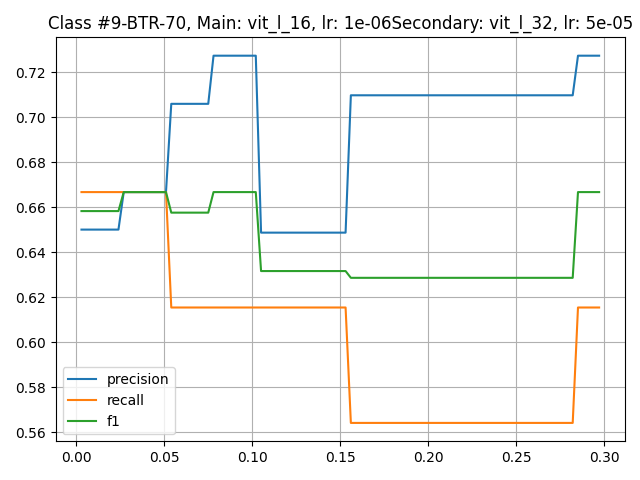 Class #9-BTR-70, Main: vit_l_16, lr: 1e-06Secondary: vit_l_32, lr: 5e-05
0.72
0.70
0.68
0.66
0.64
0.62
0.60
0.58
0.56
precision
recall
f1
0.00 0.05 0.10 0.15 0.20 0.25 0.30